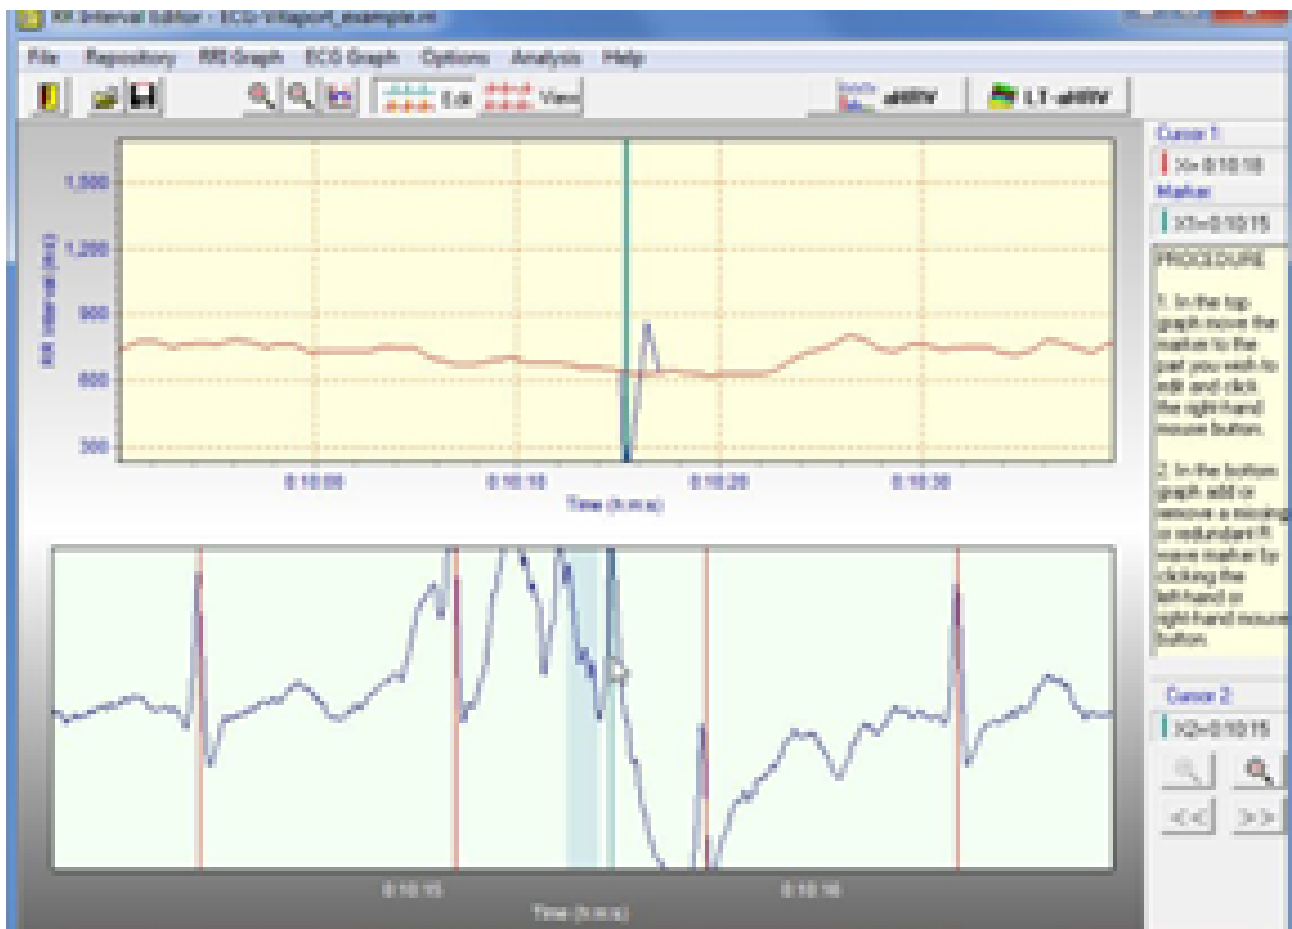 RR Interval Editor - ECG-Vitaport_example.nt
File Repository RRI Graph ECG Graph Options Analysis Help
Edit View aHRV LT-aHRV
Cursor 1:
X=0:10:18
Marker
X1=0:10:15
PROCEDURE
1. In the top
graph move the
marker to the
part you wish to
edit and click
the right-hand
mouse button.
2. In the bottom
graph add or
remove a missing
or redundant R-
wave marker by
clicking the
left-hand or
right-hand mouse
button.
Cursor 2:
X2=0:10:15
<< >>
RR Interval (ms)
1,500
1,200
900
600
300
0:10:00 0:10:10 0:10:20 0:10:30
Time (h:m:s)
0:10:15 0:10:16
Time (h:m:s)